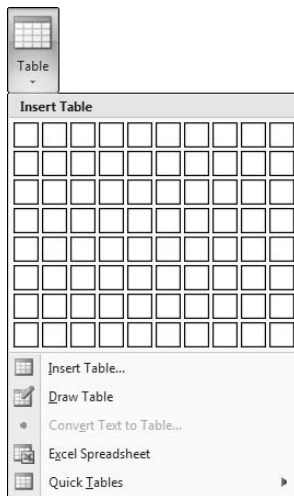 Table
Insert Table
Insert Table...
Draw Table
Convert Text to Table...
Excel Spreadsheet
Quick Tables